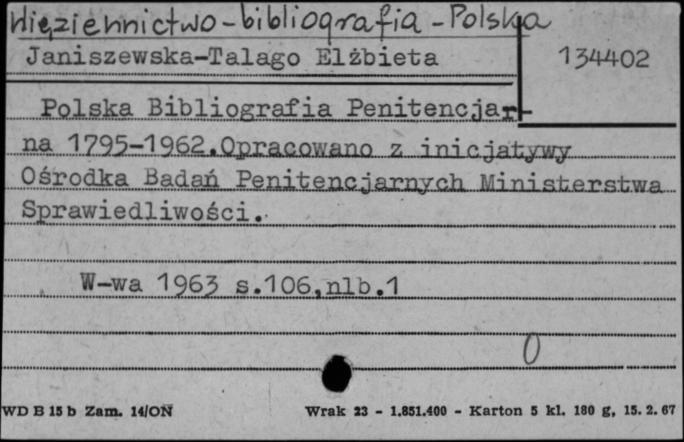 Więziennictwo-bibliografia-Polska
Janiszewska-Talago Elżbieta
134402
Polska Bibliografia Penitencjar-
na 1795-1962.Opracowano z inicjatywy
Ośrodka Badań Penitencjarnych Ministerstwa
Sprawiedliwości.
W-wa 1963 s.106,nlb.1
0
WD B 15 b Zam. 14/ON Wrak 23 - 1.851.400 - Karton 5 kl. 180 g, 15. 2. 67